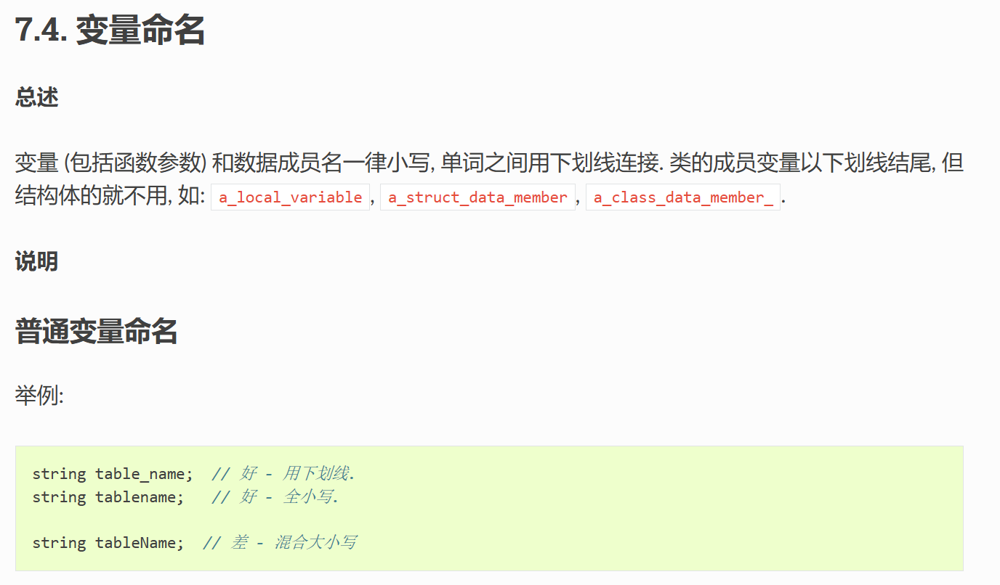 7.4. 变量命名
总述
变量 (包括函数参数) 和数据成员名一律小写, 单词之间用下划线连接. 类的成员变量以下划线结尾, 但
结构体的就不用, 如: a_local_variable, a_struct_data_member, a_class_data_member_.
说明
普通变量命名
举例:
string table_name;  // 好 - 用下划线.
string tablename;   // 好 - 全小写.
string tableName;  // 差 - 混合大小写